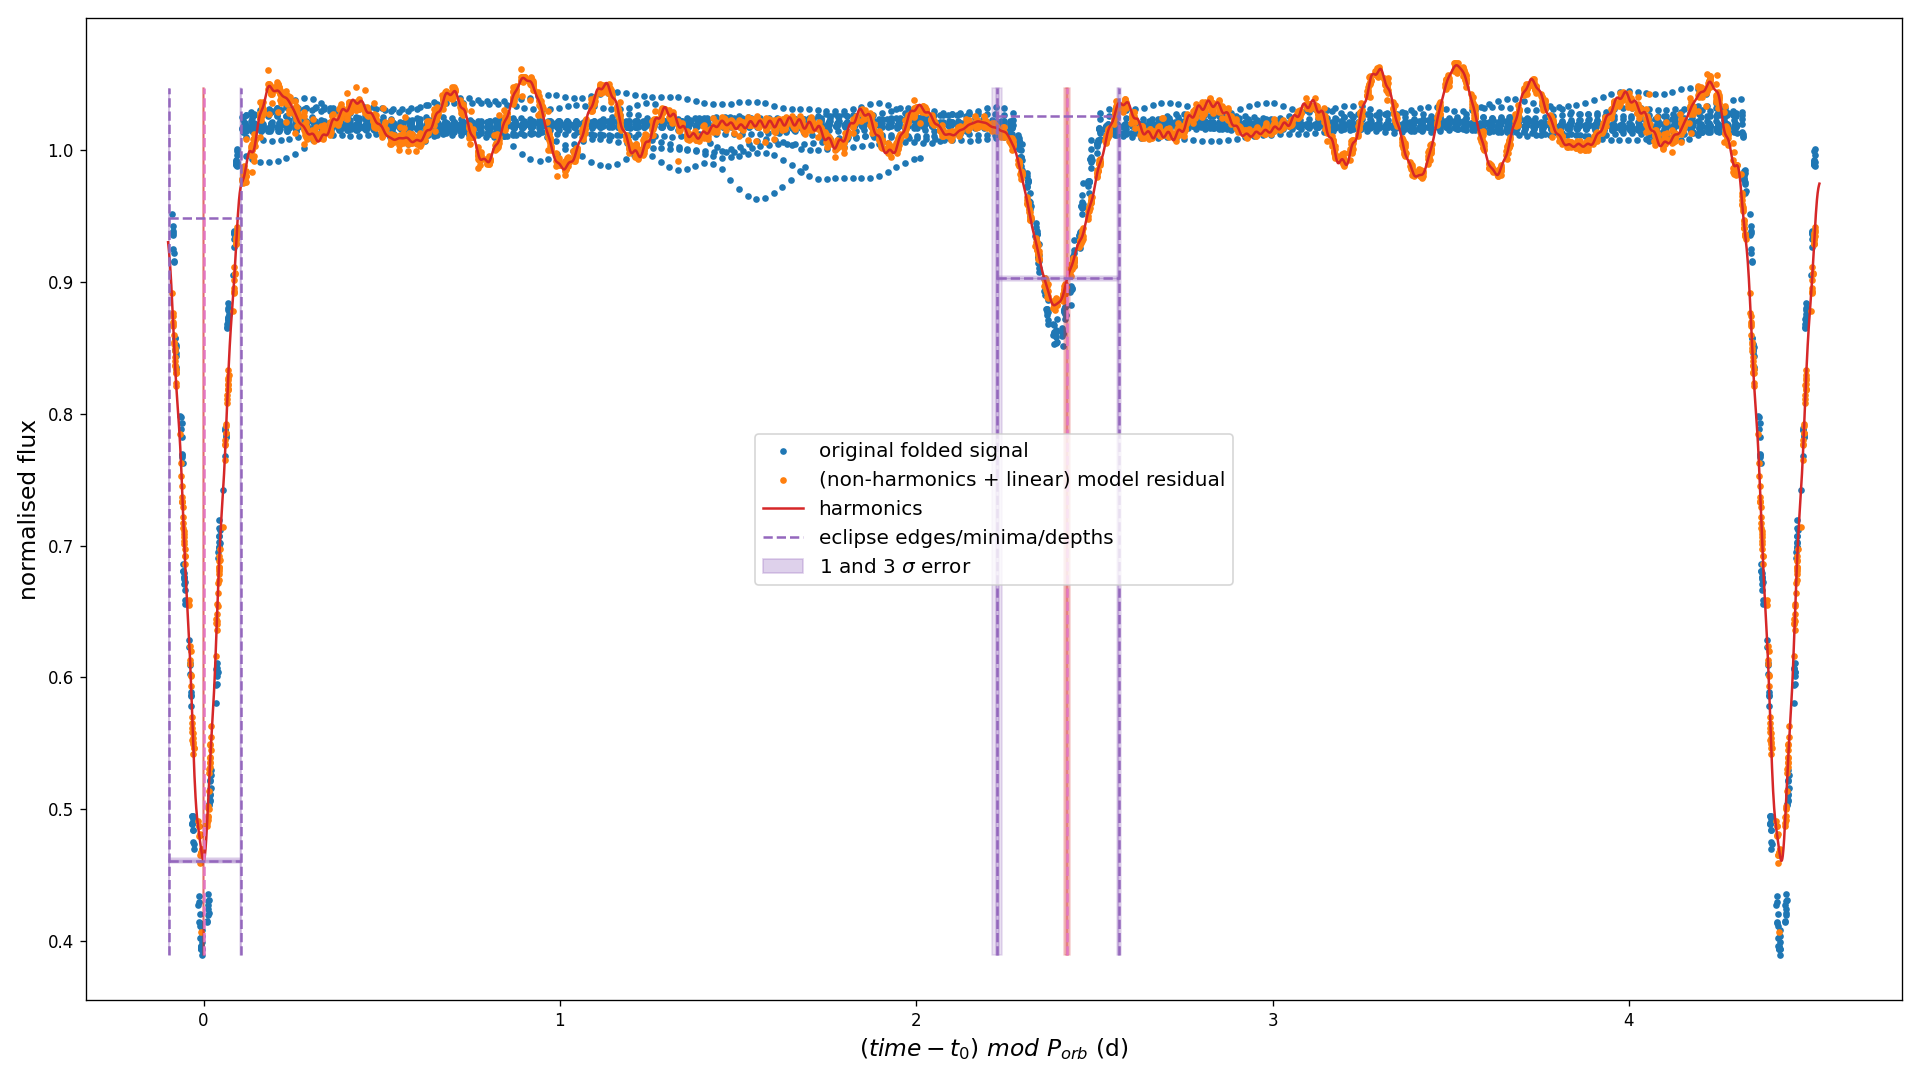 normalised flux
1.0
0.9
0.8
0.7
0.6
0.5
0.4
original folded signal
(non-harmonics + linear) model residual
harmonics
eclipse edges/minima/depths
1 and 3 σ error
0 1 2 3 4
(time − t₀) mod Pₒᵣb (d)